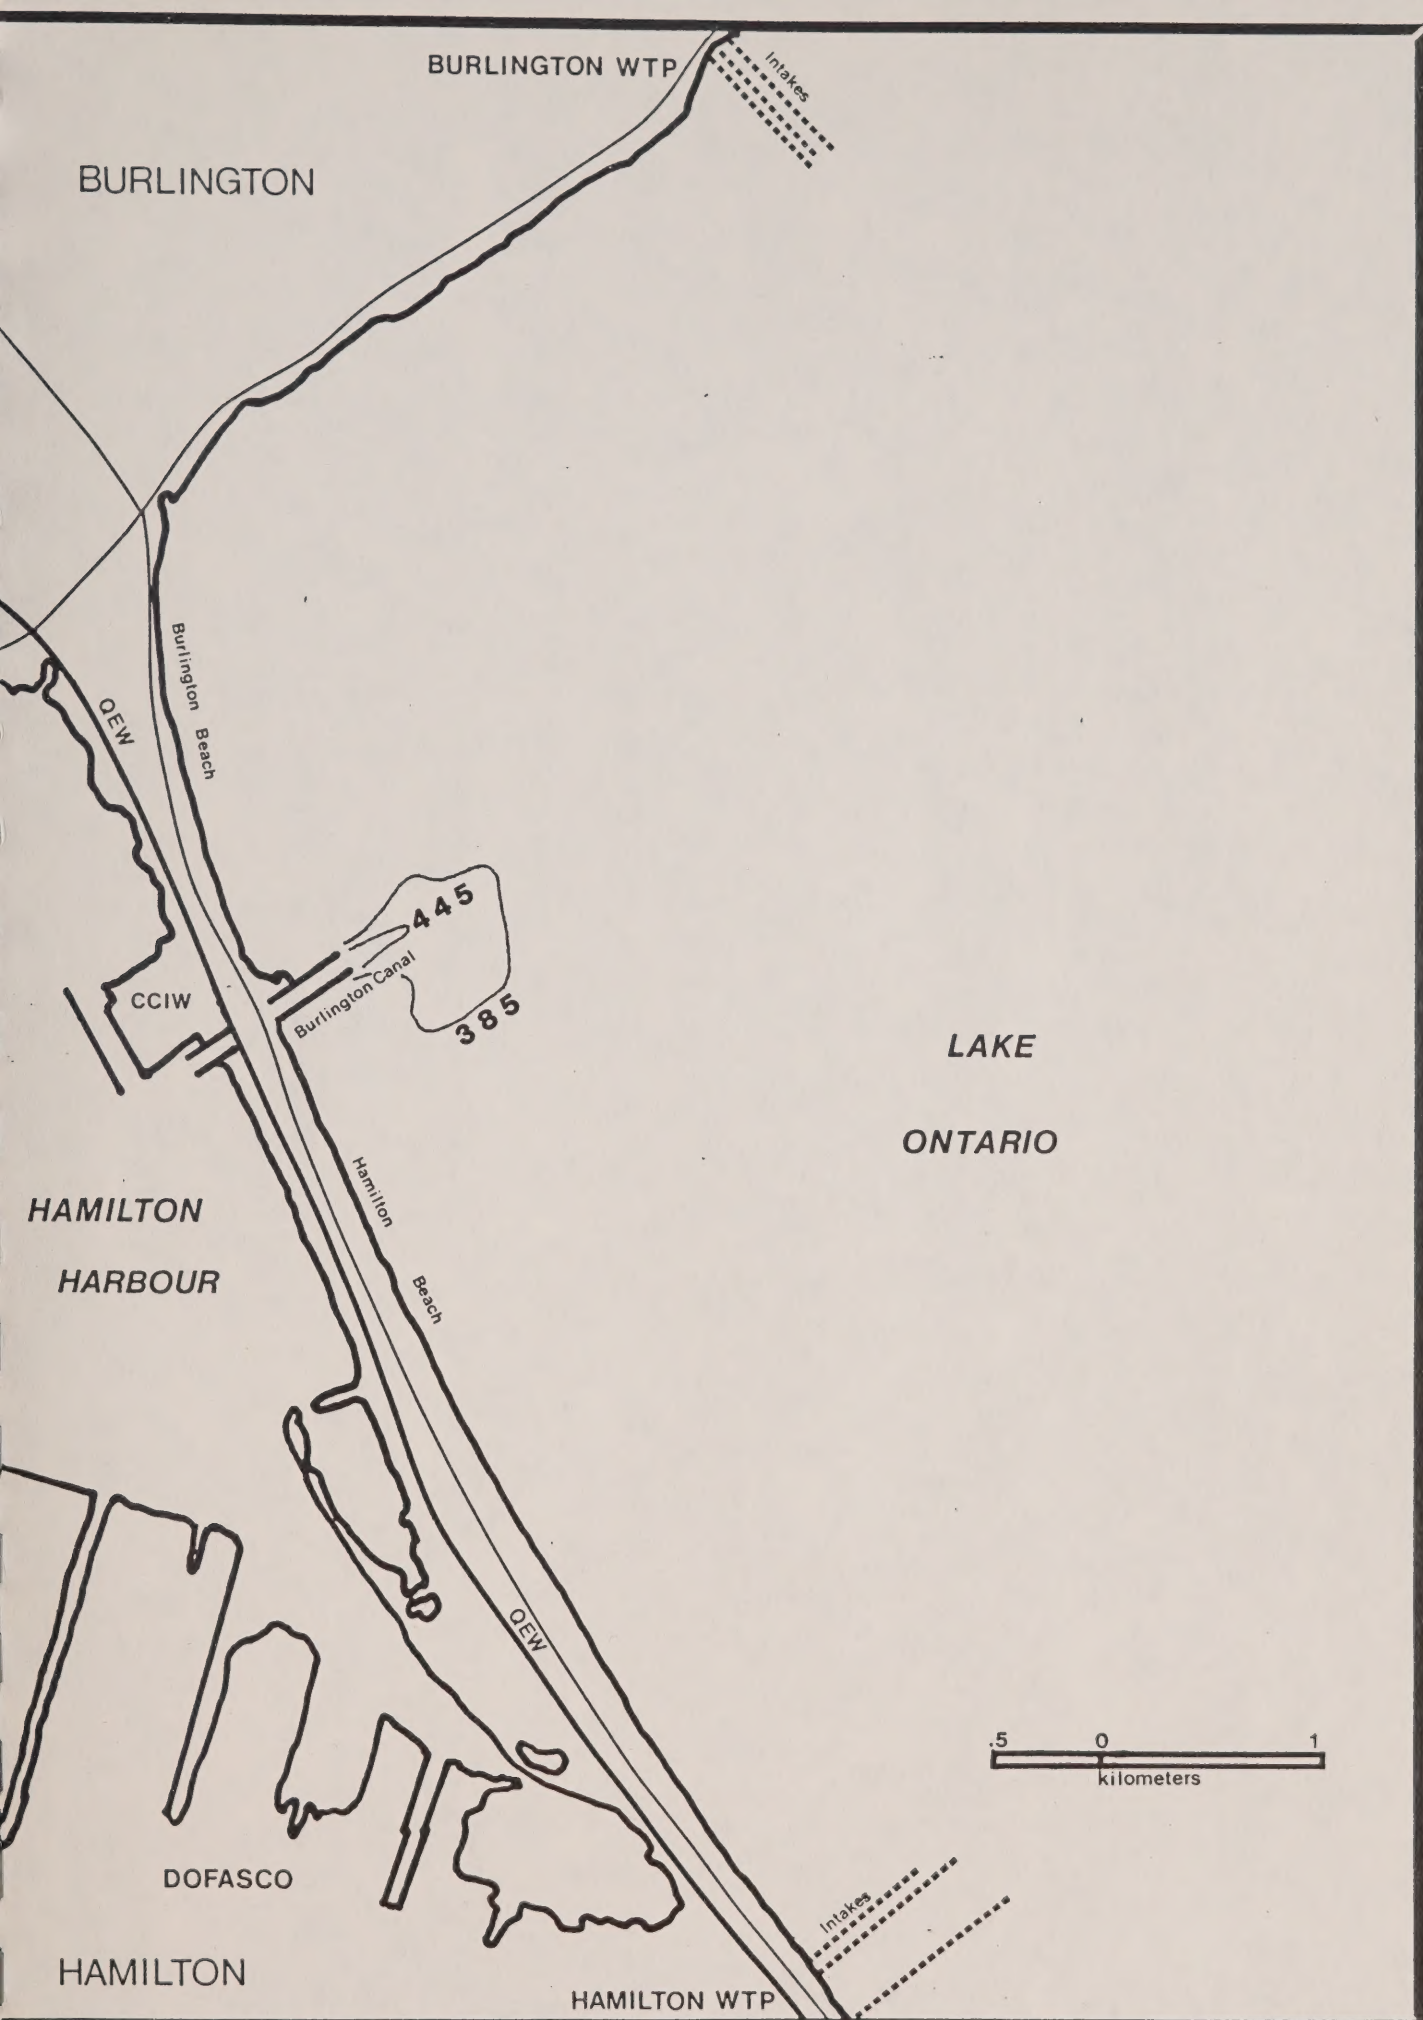 BURLINGTON WTP
Intakes
BURLINGTON
Burlington Beach
QEW
445
Burlington Canal
385
CCIW
LAKE
ONTARIO
Hamilton Beach
HAMILTON
HARBOUR
QEW
.5 0 1
kilometers
DOFASCO
Intakes
HAMILTON
HAMILTON WTP